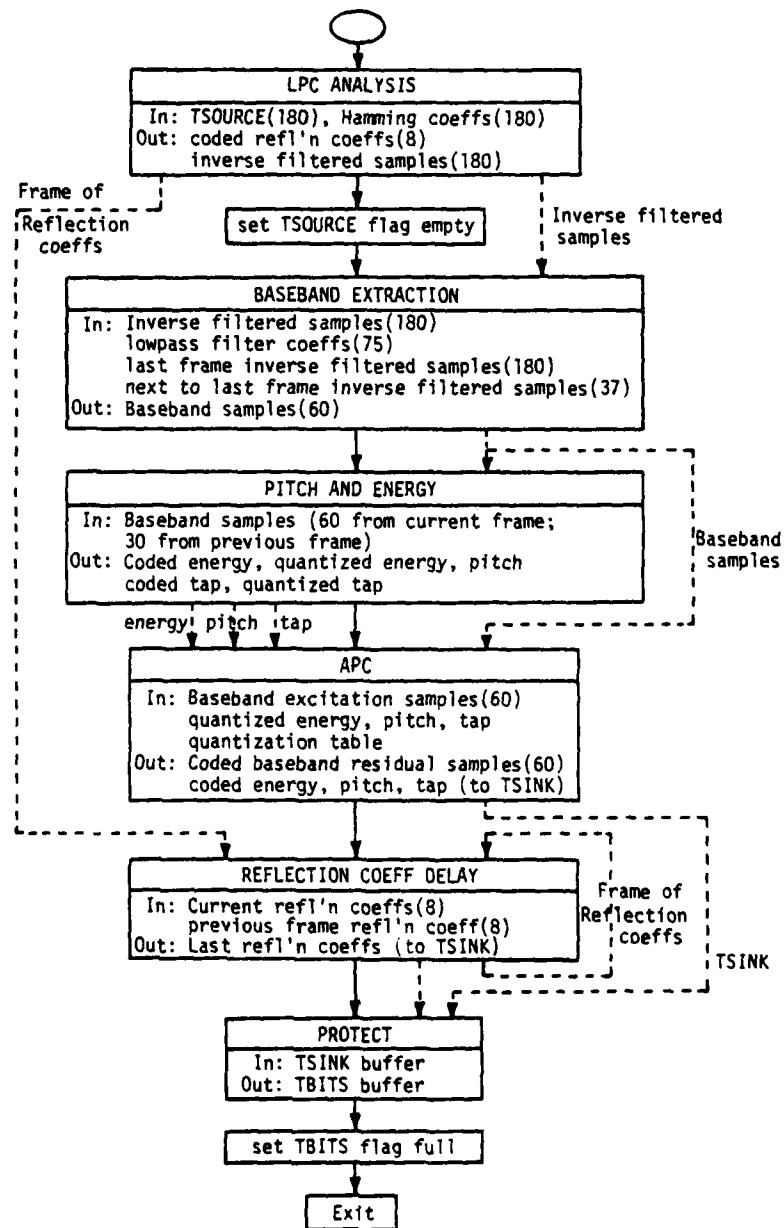 LPC ANALYSIS
In: TSOURCE(180), Hamming coeffs(180)
Out: coded refl'n coeffs(8)
inverse filtered samples(180)
Frame of
Reflection
coeffs
set TSOURCE flag empty
Inverse filtered
samples
BASEBAND EXTRACTION
In: Inverse filtered samples(180)
lowpass filter coeffs(75)
last frame inverse filtered samples(180)
next to last frame inverse filtered samples(37)
Out: Baseband samples(60)
PITCH AND ENERGY
In: Baseband samples (60 from current frame;
30 from previous frame)
Out: Coded energy, quantized energy, pitch
coded tap, quantized tap
Baseband
samples
energy pitch tap
APC
In: Baseband excitation samples(60)
quantized energy, pitch, tap
quantization table
Out: Coded baseband residual samples(60)
coded energy, pitch, tap (to TSINK)
REFLECTION COEFF DELAY
In: Current refl'n coeffs(8)
previous frame refl'n coeff(8)
Out: Last refl'n coeffs (to TSINK)
Frame of
Reflection
coeffs
TSINK
PROTECT
In: TSINK buffer
Out: TBITS buffer
set TBITS flag full
Exit